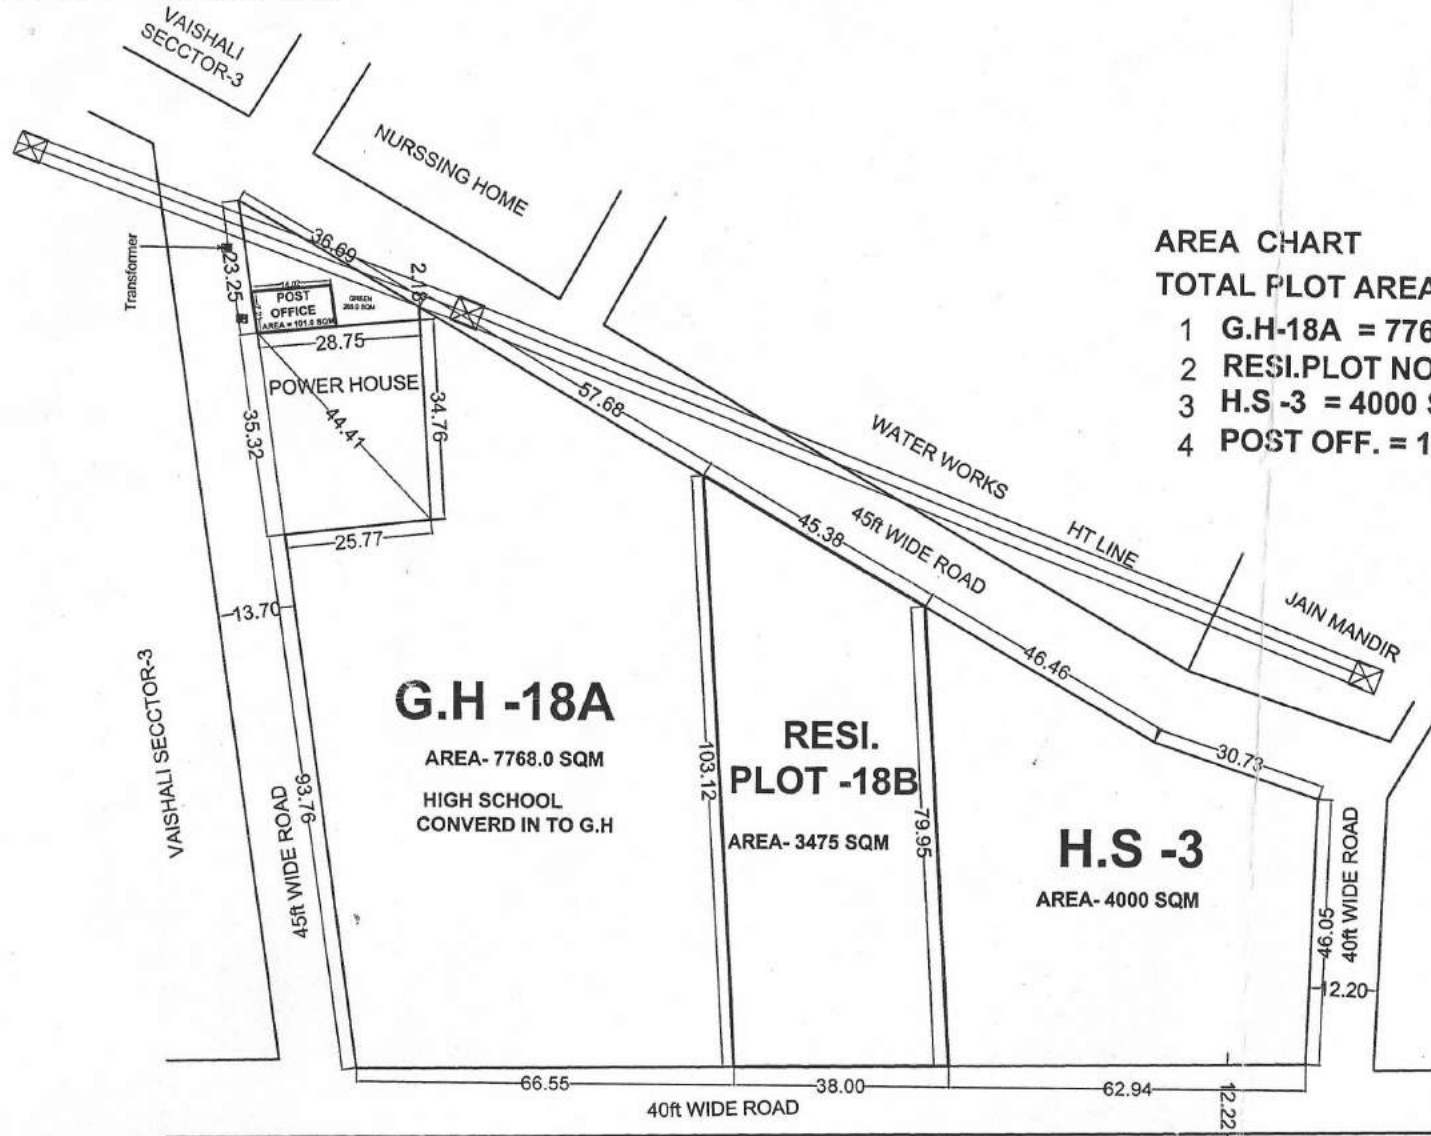 VAISHALI
SECCTOR-3
NURSSING HOME
AREA CHART
TOTAL PLOT AREA
1 G.H-18A = 776
2 RESI.PLOT NO
3 H.S -3 = 4000
4 POST OFF. = 1
Transformer
36.69
2.18
23.25
14.02
POST
OFFICE
AREA = 101.0 SQM
GREEN
28.75
POWER HOUSE
44.41
34.76
35.32
25.77
57.68
WATER WORKS
HT LINE
JAIN MANDIR
45.38
45ft WIDE ROAD
46.46
30.73
13.70
VAISHALI SECCTOR-3
45ft WIDE ROAD
93.76
G.H -18A
AREA- 7768.0 SQM
HIGH SCHOOL
CONVERD IN TO G.H
103.12
RESI.
PLOT -18B
AREA- 3475 SQM
79.95
H.S -3
AREA- 4000 SQM
46.05
40ft WIDE ROAD
12.20
66.55
38.00
62.94
12.22
40ft WIDE ROAD